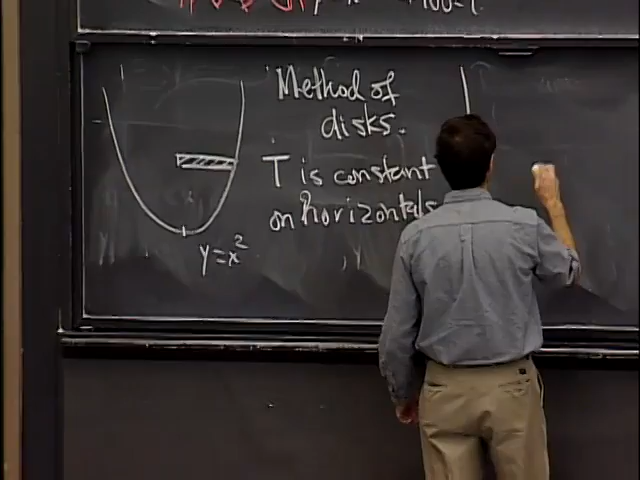 Method of
disks.
T is constant
on horizontals
y=x²